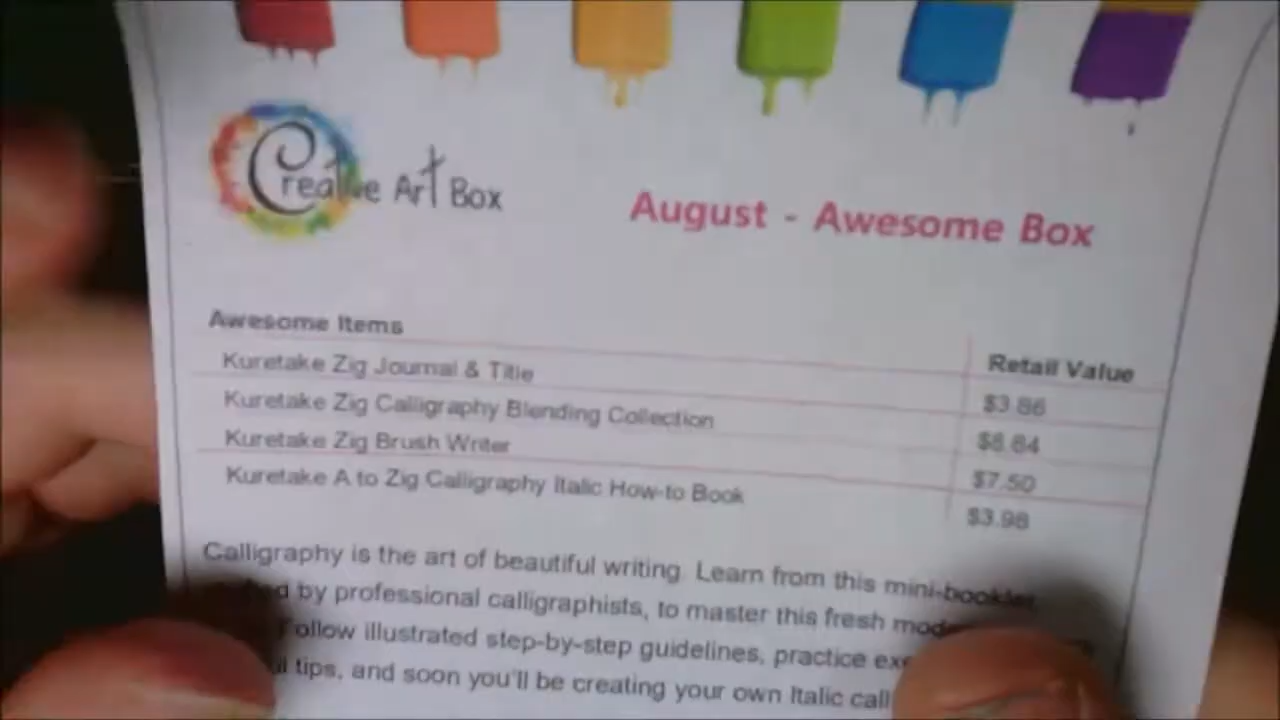 Creative Art Box
August - Awesome Box
Awesome Items
Retail Value
Kuretake Zig Journal & Title
$3.86
Kuretake Zig Calligraphy Blending Collection
Kuretake Zig Brush Writer
$7.50
Kuretake A to Zig Calligraphy Italic How-to Book
$3.98
Calligraphy is the art of beautiful writing. Learn from this mini-booklet,
by professional calligraphists, to master this fresh
Follow illustrated step-by-step guidelines, practice
tips, and soon you'll be creating your own Italic